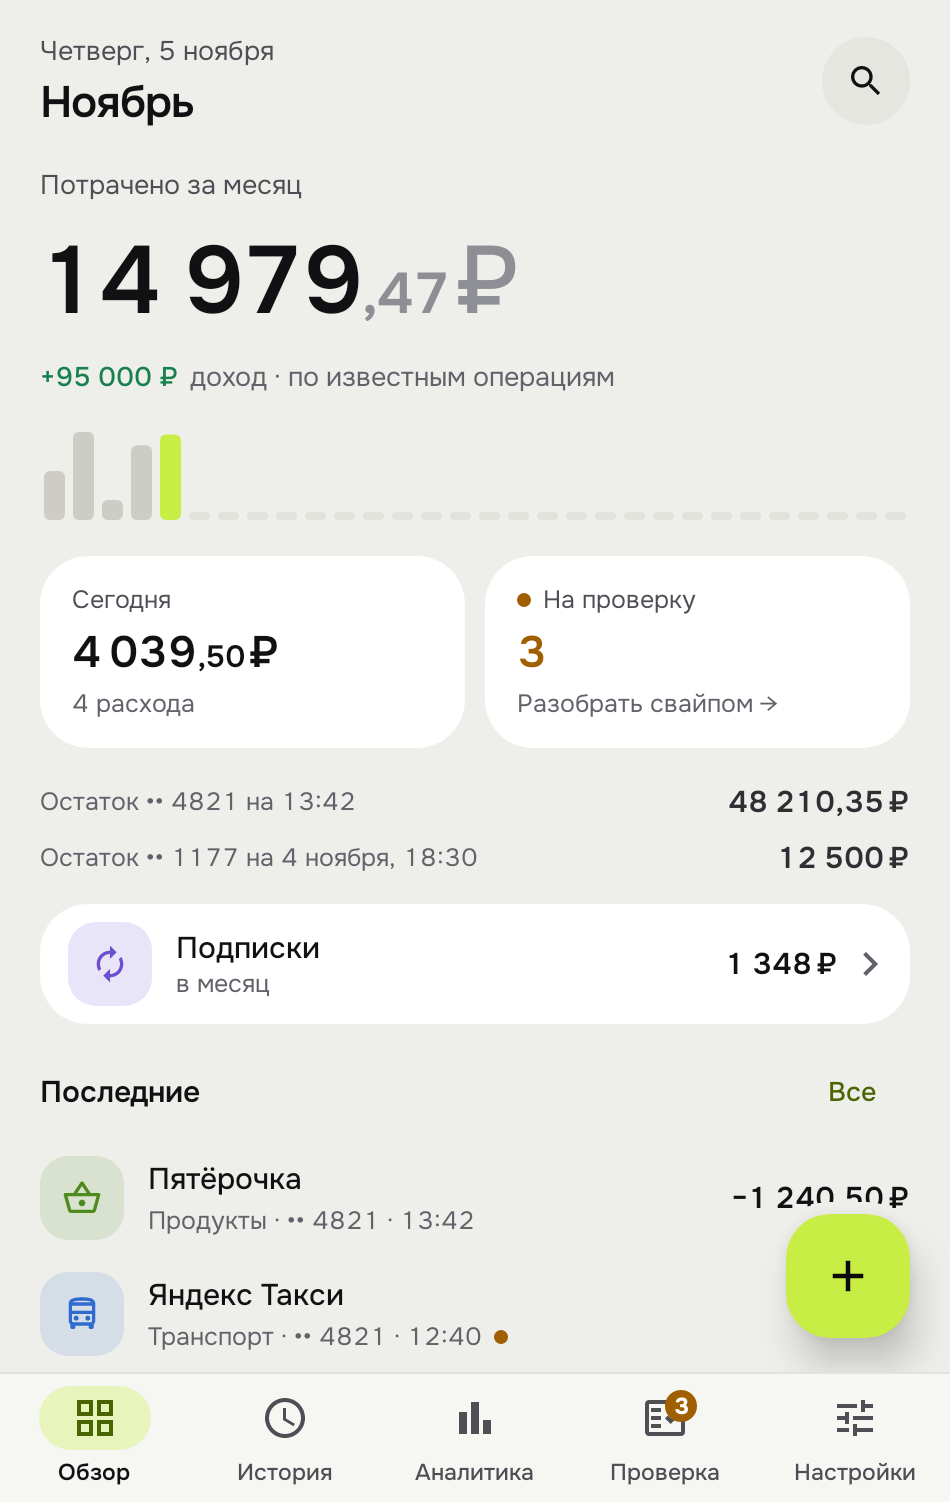 Четверг, 5 ноября
Ноябрь
Потрачено за месяц
14 979,47 ₽
+95 000 ₽ доход · по известным операциям
Сегодня
4 039,50 ₽
4 расхода
На проверку
3
Разобрать свайпом →
Остаток •• 4821 на 13:42
48 210,35 ₽
Остаток •• 1177 на 4 ноября, 18:30
12 500 ₽
Подписки
в месяц
1 348 ₽
Последние
Все
Пятёрочка
−1 240,50 ₽
Продукты · •• 4821 · 13:42
Яндекс Такси
Транспорт · •• 4821 · 12:40
3
Обзор
История
Аналитика
Проверка
Настройки